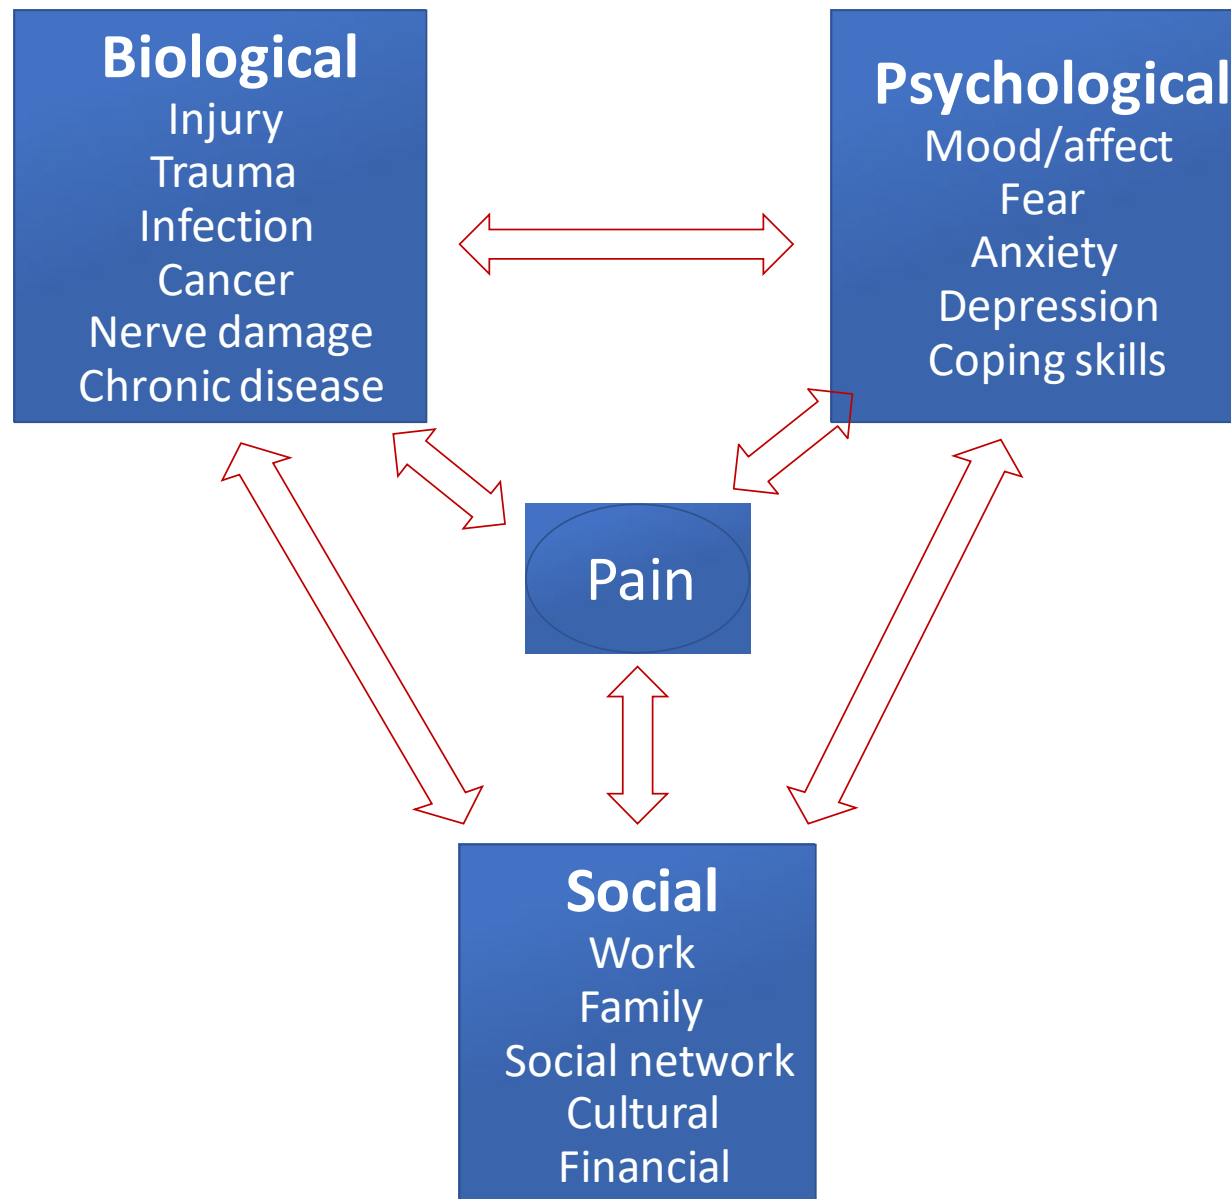 Biological
Injury
Trauma
Infection
Cancer
Nerve damage
Chronic disease
Psychological
Mood/affect
Fear
Anxiety
Depression
Coping skills
Pain
Social
Work
Family
Social network
Cultural
Financial